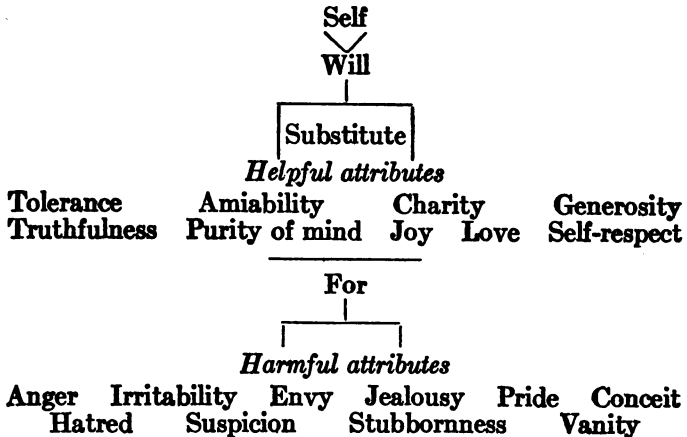 Self
Will
Substitute
Helpful attributes
Tolerance Amiability Charity Generosity
Truthfulness Purity of mind Joy Love Self-respect
For
Harmful attributes
Anger Irritability Envy Jealousy Pride Conceit
Hatred Suspicion Stubbornness Vanity